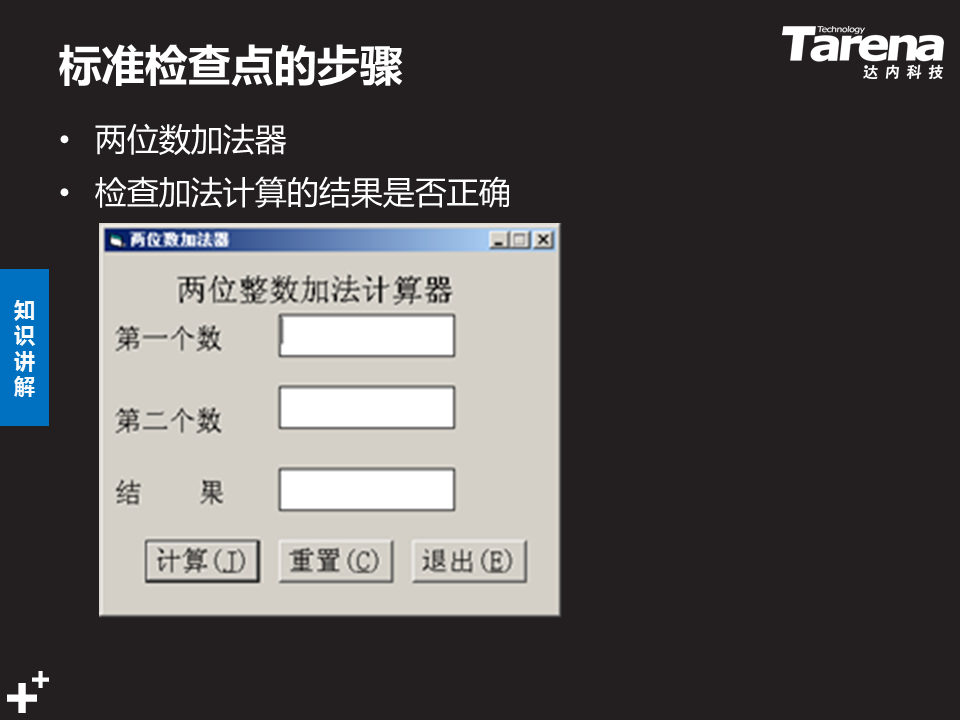 标准检查点的步骤
Technology
Tarena
达内科技
• 两位数加法器
• 检查加法计算的结果是否正确
两位数加法器
两位整数加法计算器
第一个数
第二个数
结 果
计算(J) 重置(C) 退出(E)
知识讲解